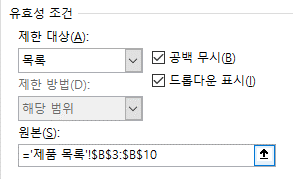 유효성 조건
제한 대상(A):
목록
공백 무시(B)
드롭다운 표시(I)
제한 방법(D):
해당 범위
원본(S):
='제품 목록'!$B$3:$B$10